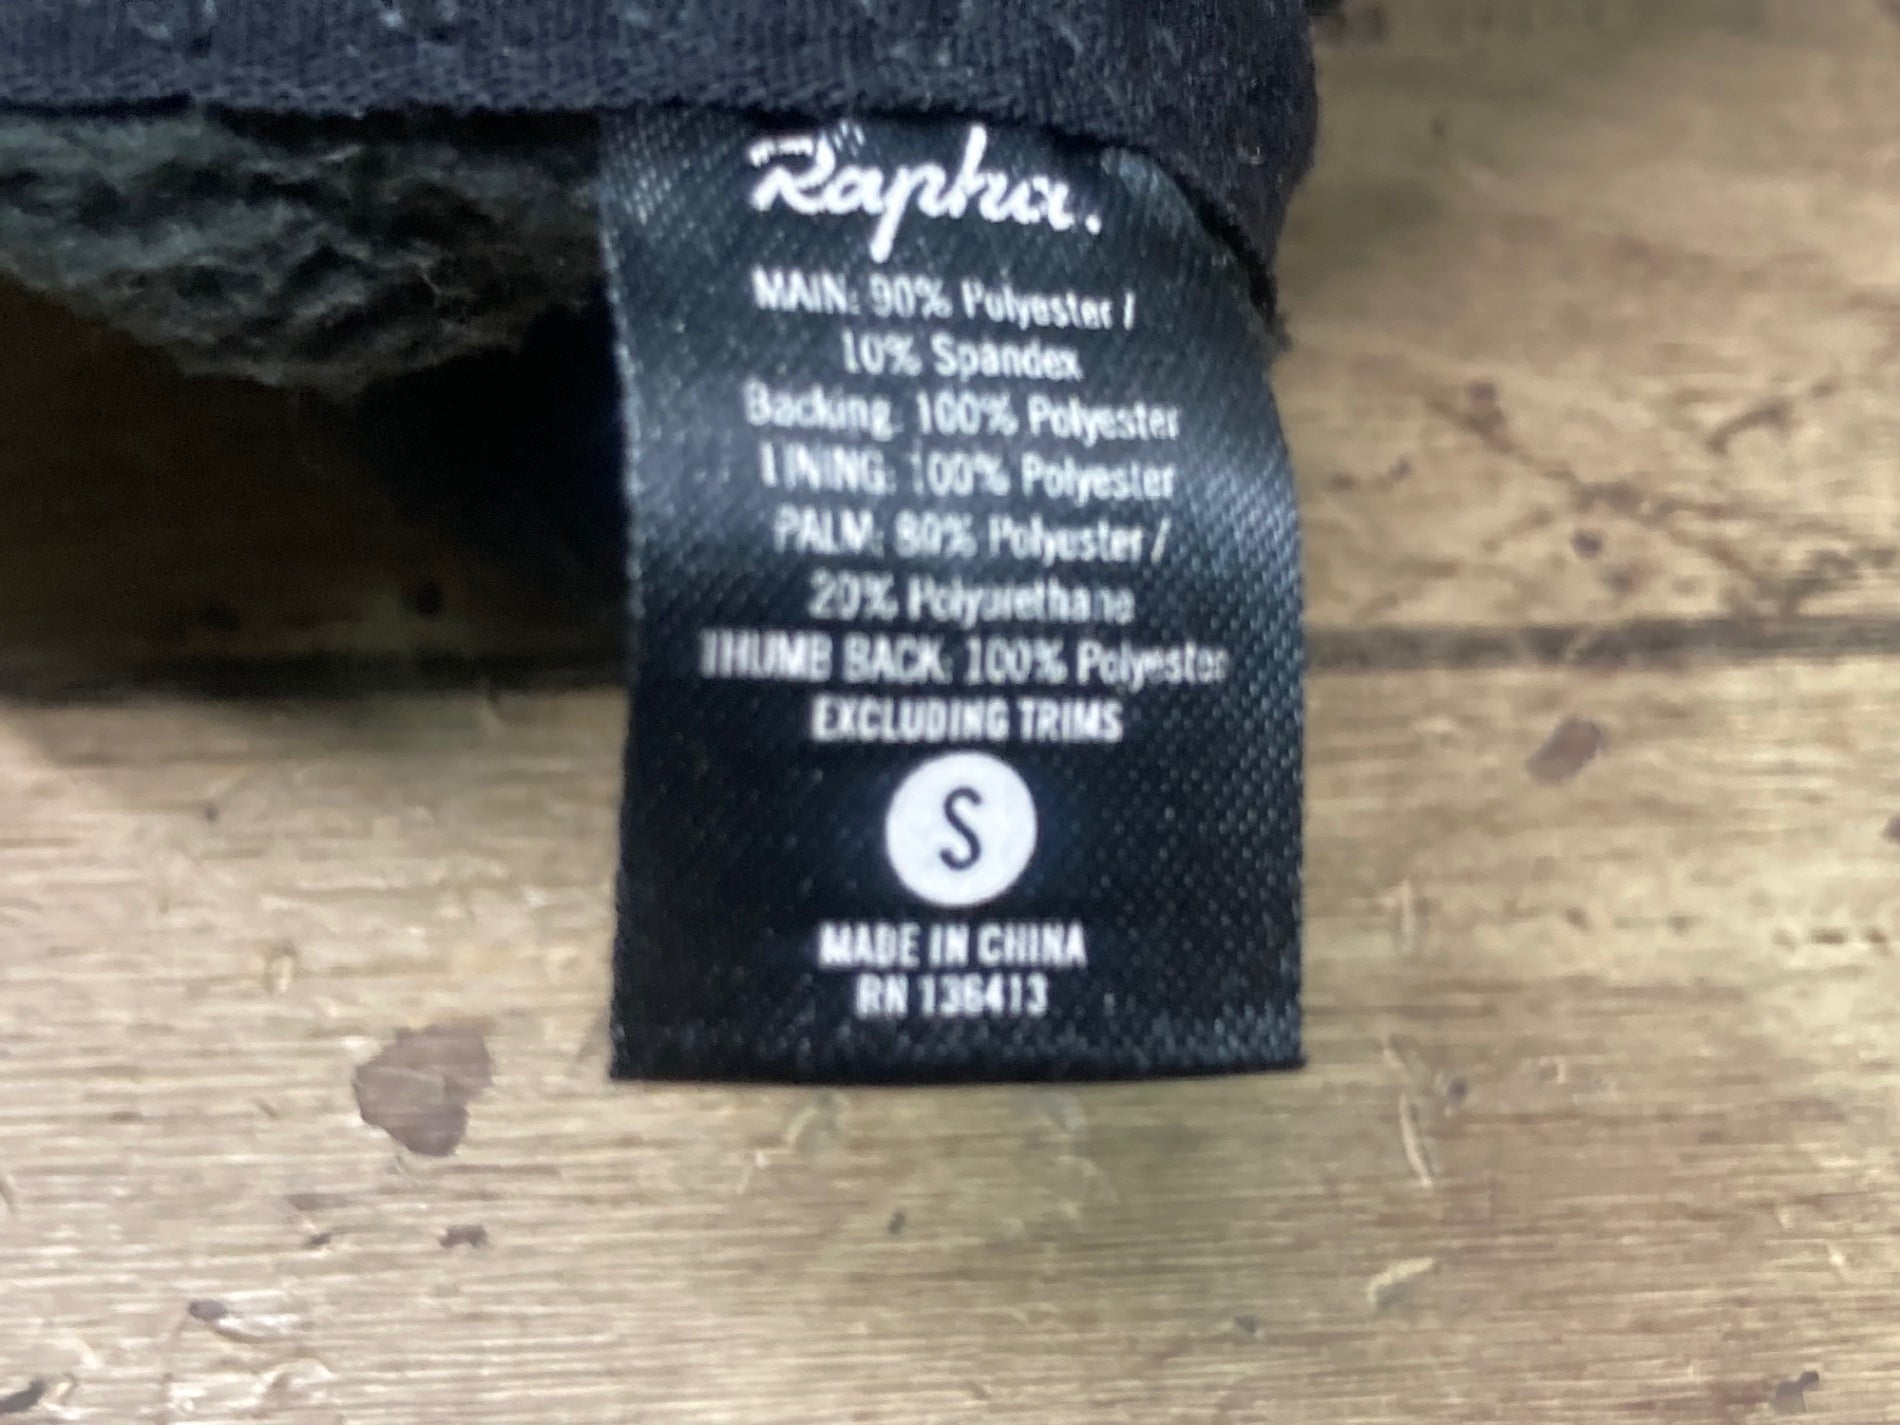 Rapha.
MAIN: 90% Polyester /
10% Spandex
Backing: 100% Polyester
LINING: 100% Polyester
PALM: 80% Polyester /
20% Polyurethane
THUMB BACK: 100% Polyester
EXCLUDING TRIMS
S
MADE IN CHINA
RN 136413